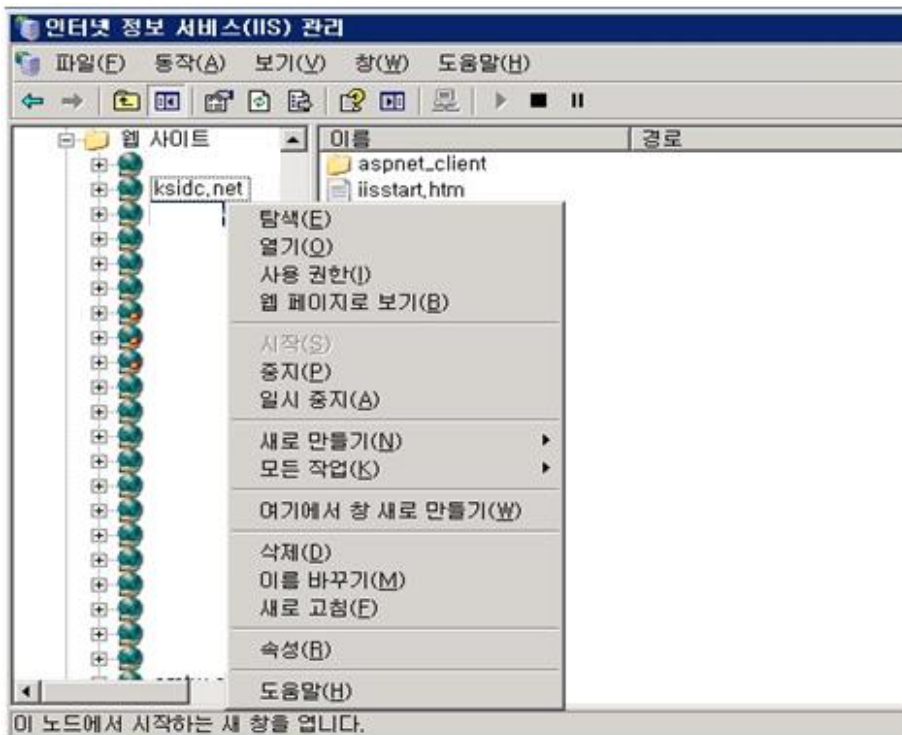 인터넷 정보 서비스(IIS) 관리
파일(F) 동작(A) 보기(V) 창(W) 도움말(H)
웹 사이트
이름 경로
aspnet_client
ksidc.net
iisstart.htm
탐색(E)
열기(O)
사용 권한(I)
웹 페이지로 보기(B)
시작(S)
중지(P)
일시 중지(A)
새로 만들기(N)
모든 작업(K)
여기에서 창 새로 만들기(W)
삭제(D)
이름 바꾸기(M)
새로 고침(F)
속성(R)
도움말(H)
이 노드에서 시작하는 새 창을 엽니다.